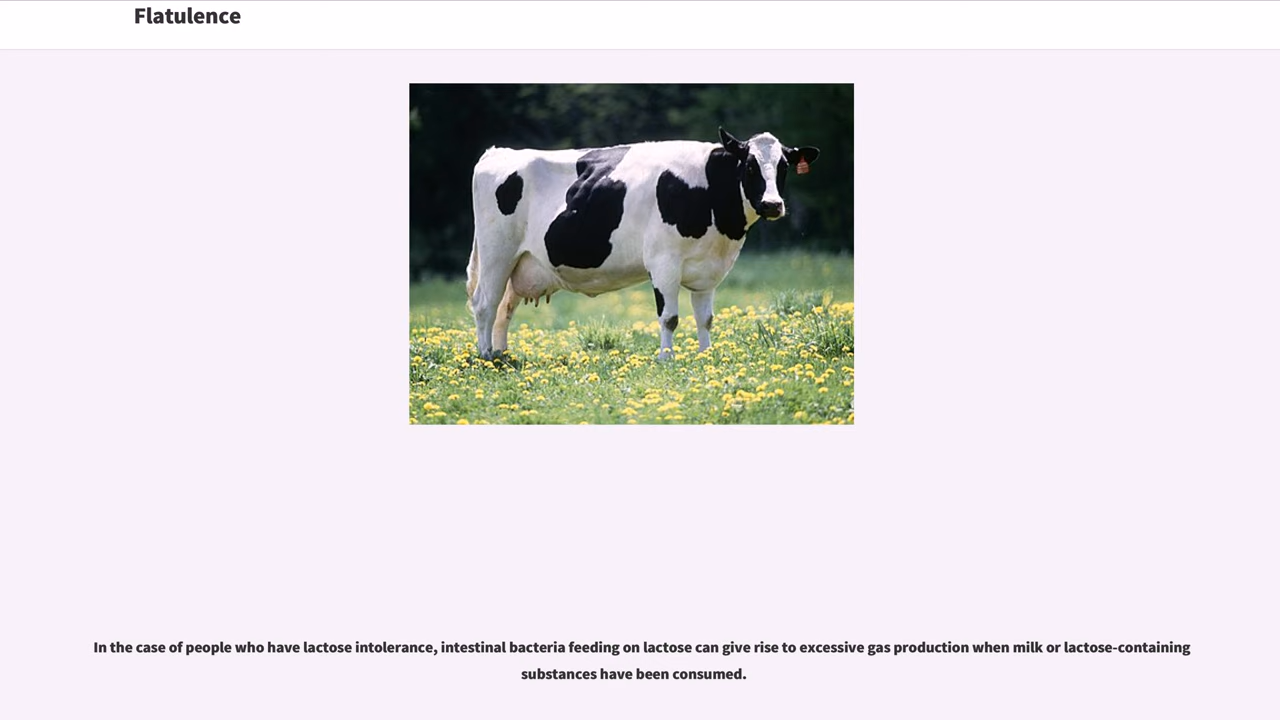 Flatulence
In the case of people who have lactose intolerance, intestinal bacteria feeding on lactose can give rise to excessive gas production when milk or lactose-containing
substances have been consumed.